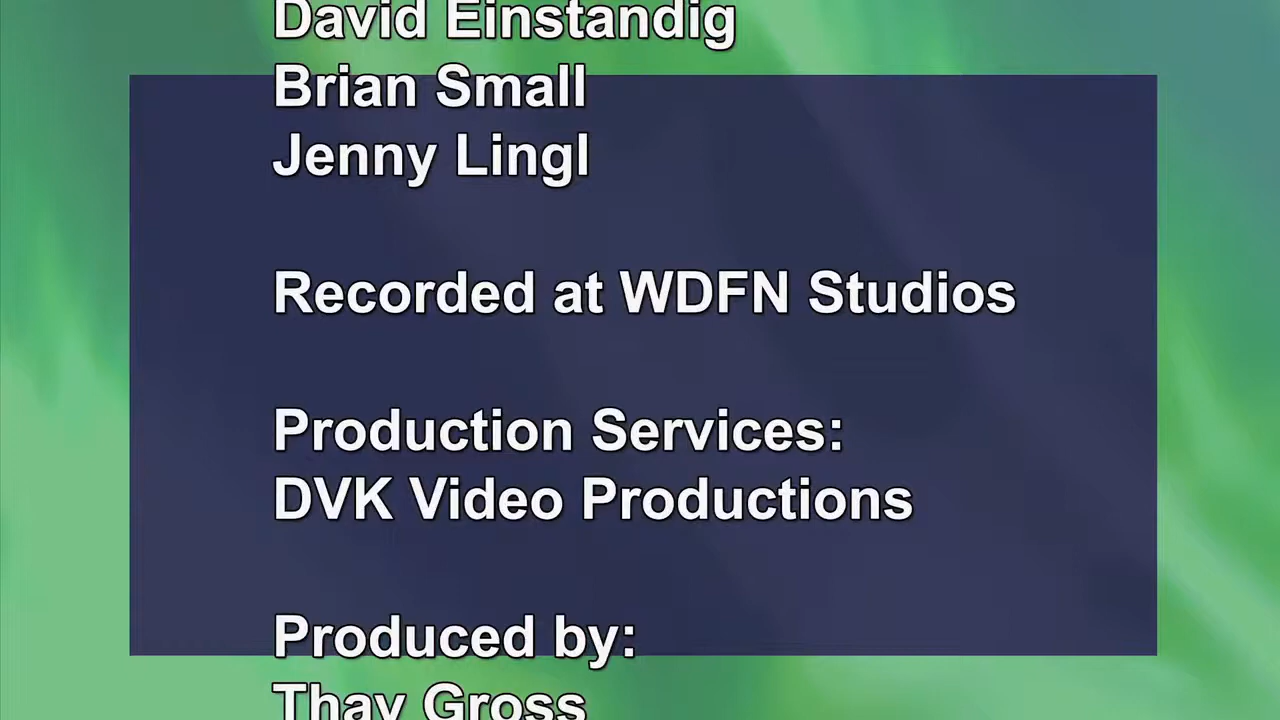 David Einstandig
Brian Small
Jenny Lingl
Recorded at WDFN Studios
Production Services:
DVK Video Productions
Produced by:
Thay Gross